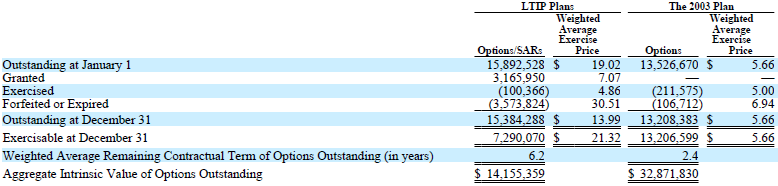 LTIP Plans The 2003 Plan
Weighted Weighted
Average Average
Exercise Exercise
Options/SARs Price Options Price
Outstanding at January 1 15,892,528 $ 19.02 13,526,670 $ 5.66
Granted 3,165,950 7.07 — —
Exercised (100,366) 4.86 (211,575) 5.00
Forfeited or Expired (3,573,824) 30.51 (106,712) 6.94
Outstanding at December 31 15,384,288 $ 13.99 13,208,383 $ 5.66
Exercisable at December 31 7,290,070 $ 21.32 13,206,599 $ 5.66
Weighted Average Remaining Contractual Term of Options Outstanding (in years) 6.2 2.4
Aggregate Intrinsic Value of Options Outstanding $ 14,155,359 $ 32,871,830